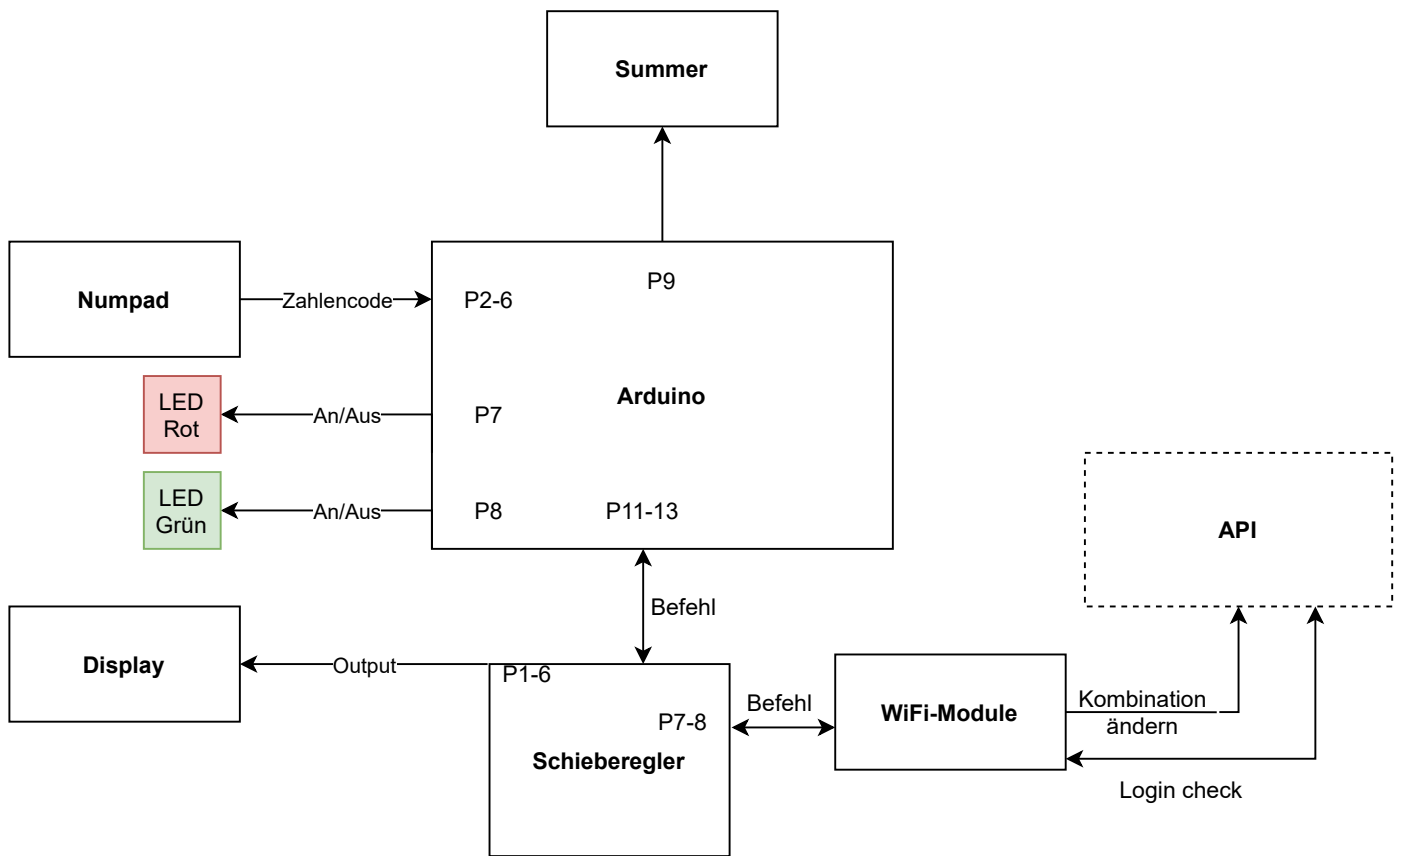 Summer
P9
Numpad
Zahlencode
P2-6
Arduino
LED
Rot
An/Aus
P7
LED
Grün
An/Aus
P8
P11-13
API
Befehl
Display
Output
P1-6
Befehl
P7-8
Schieberegler
WiFi-Module
Kombination
ändern
Login check